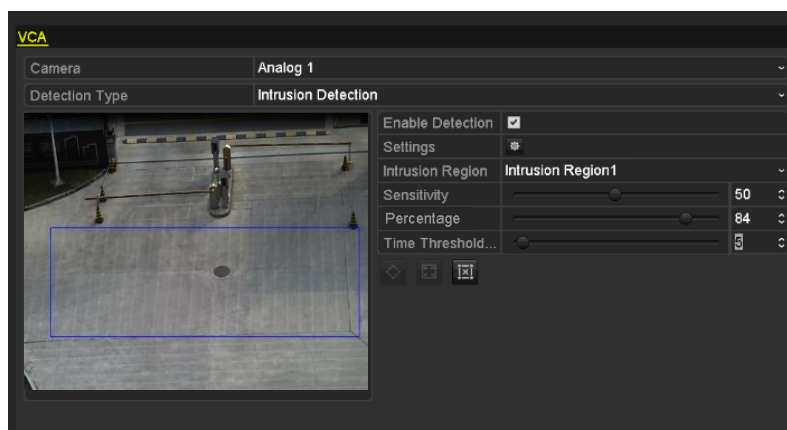 VCA
Camera Analog 1
Detection Type Intrusion Detection
Enable Detection
Settings
Intrusion Region Intrusion Region1
Sensitivity 50
Percentage 84
Time Threshold... 5